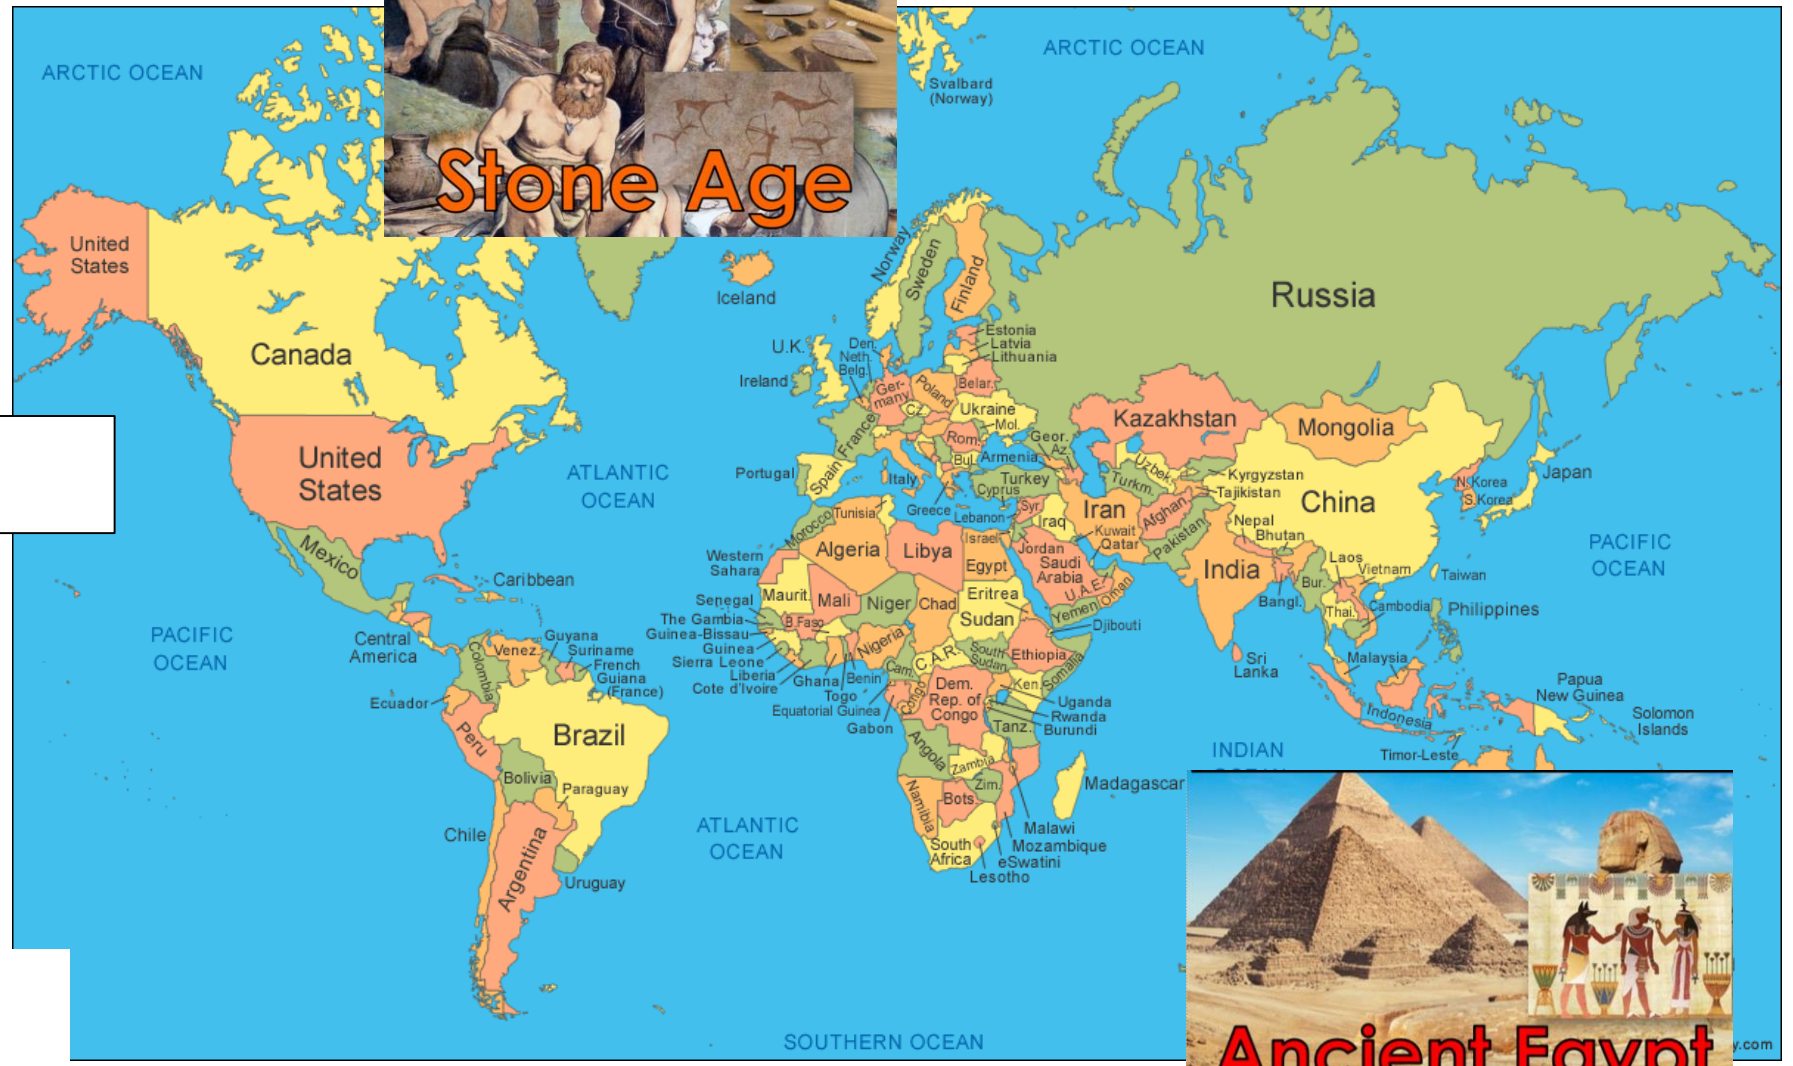 ARCTIC OCEAN
ARCTIC OCEAN
Svalbard
(Norway)
Stone Age
United
States
Norway
Sweden
Finland
Iceland
Russia
Canada
U.K.
Ireland
Den.
Neth.
Belg.
Estonia
Latvia
Lithuania
Ger-
many
Poland
Belar.
Cz.
Ukraine
Mol.
France
Rom.
Bul.
Geor.
Az.
Armenia
Kazakhstan
Mongolia
United
States
ATLANTIC
OCEAN
Portugal
Spain
Italy
Greece
Turkey
Cyprus
Lebanon
Syr.
Israel
Iraq
Iran
Kuwait
Qatar
Uzbek.
Turkm.
Kyrgyzstan
Tajikistan
Afghan.
Pakistan
China
N.Korea
S.Korea
Japan
Nepal
Bhutan
India
Bangl.
Bur.
Laos
Vietnam
Thai.
Cambodia
Taiwan
Philippines
PACIFIC
OCEAN
Mexico
Caribbean
Western
Sahara
Morocco
Tunisia
Algeria
Libya
Egypt
Jordan
Saudi
Arabia
U.A.E.
Oman
Yemen
Djibouti
Senegal
The Gambia
Guinea-Bissau
Guinea
Sierra Leone
Liberia
Cote d'Ivoire
Maurit.
Mali
B.Faso
Niger
Chad
Eritrea
Sudan
Ghana
Togo
Benin
Nigeria
Cam.
C.A.R.
South
Sudan
Ethiopia
Somalia
Equatorial Guinea
Gabon
Congo
Dem.
Rep. of
Congo
Ken.
Uganda
Rwanda
Burundi
Tanz.
PACIFIC
OCEAN
Central
America
Venez.
Guyana
Suriname
French
Guiana
(France)
Colombia
Ecuador
Peru
Brazil
Bolivia
Paraguay
Chile
Argentina
Uruguay
ATLANTIC
OCEAN
Angola
Zambia
Zim.
Namibia
Bots.
South
Africa
Madagascar
Malawi
Mozambique
eSwatini
Lesotho
Sri
Lanka
Malaysia
Indonesia
Papua
New Guinea
Solomon
Islands
Timor-Leste
INDIAN
SOUTHERN OCEAN
Ancient Egypt
y.com